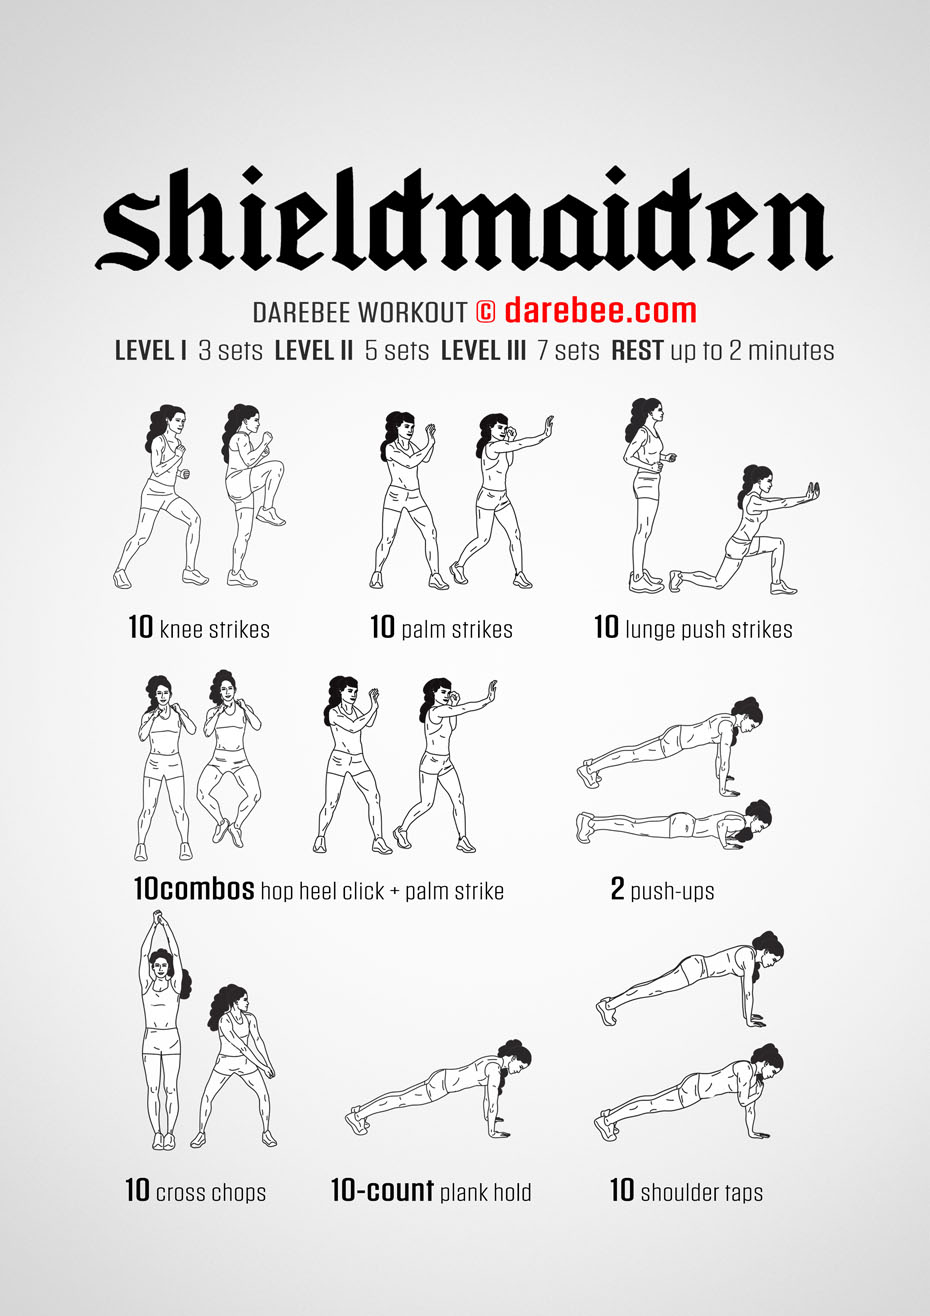 shieldmaiden
DAREBEE WORKOUT © darebee.com
LEVEL I 3 sets LEVEL II 5 sets LEVEL III 7 sets REST up to 2 minutes
10 knee strikes
10 palm strikes
10 lunge push strikes
10combos hop heel click + palm strike
2 push-ups
10 cross chops
10-count plank hold
10 shoulder taps